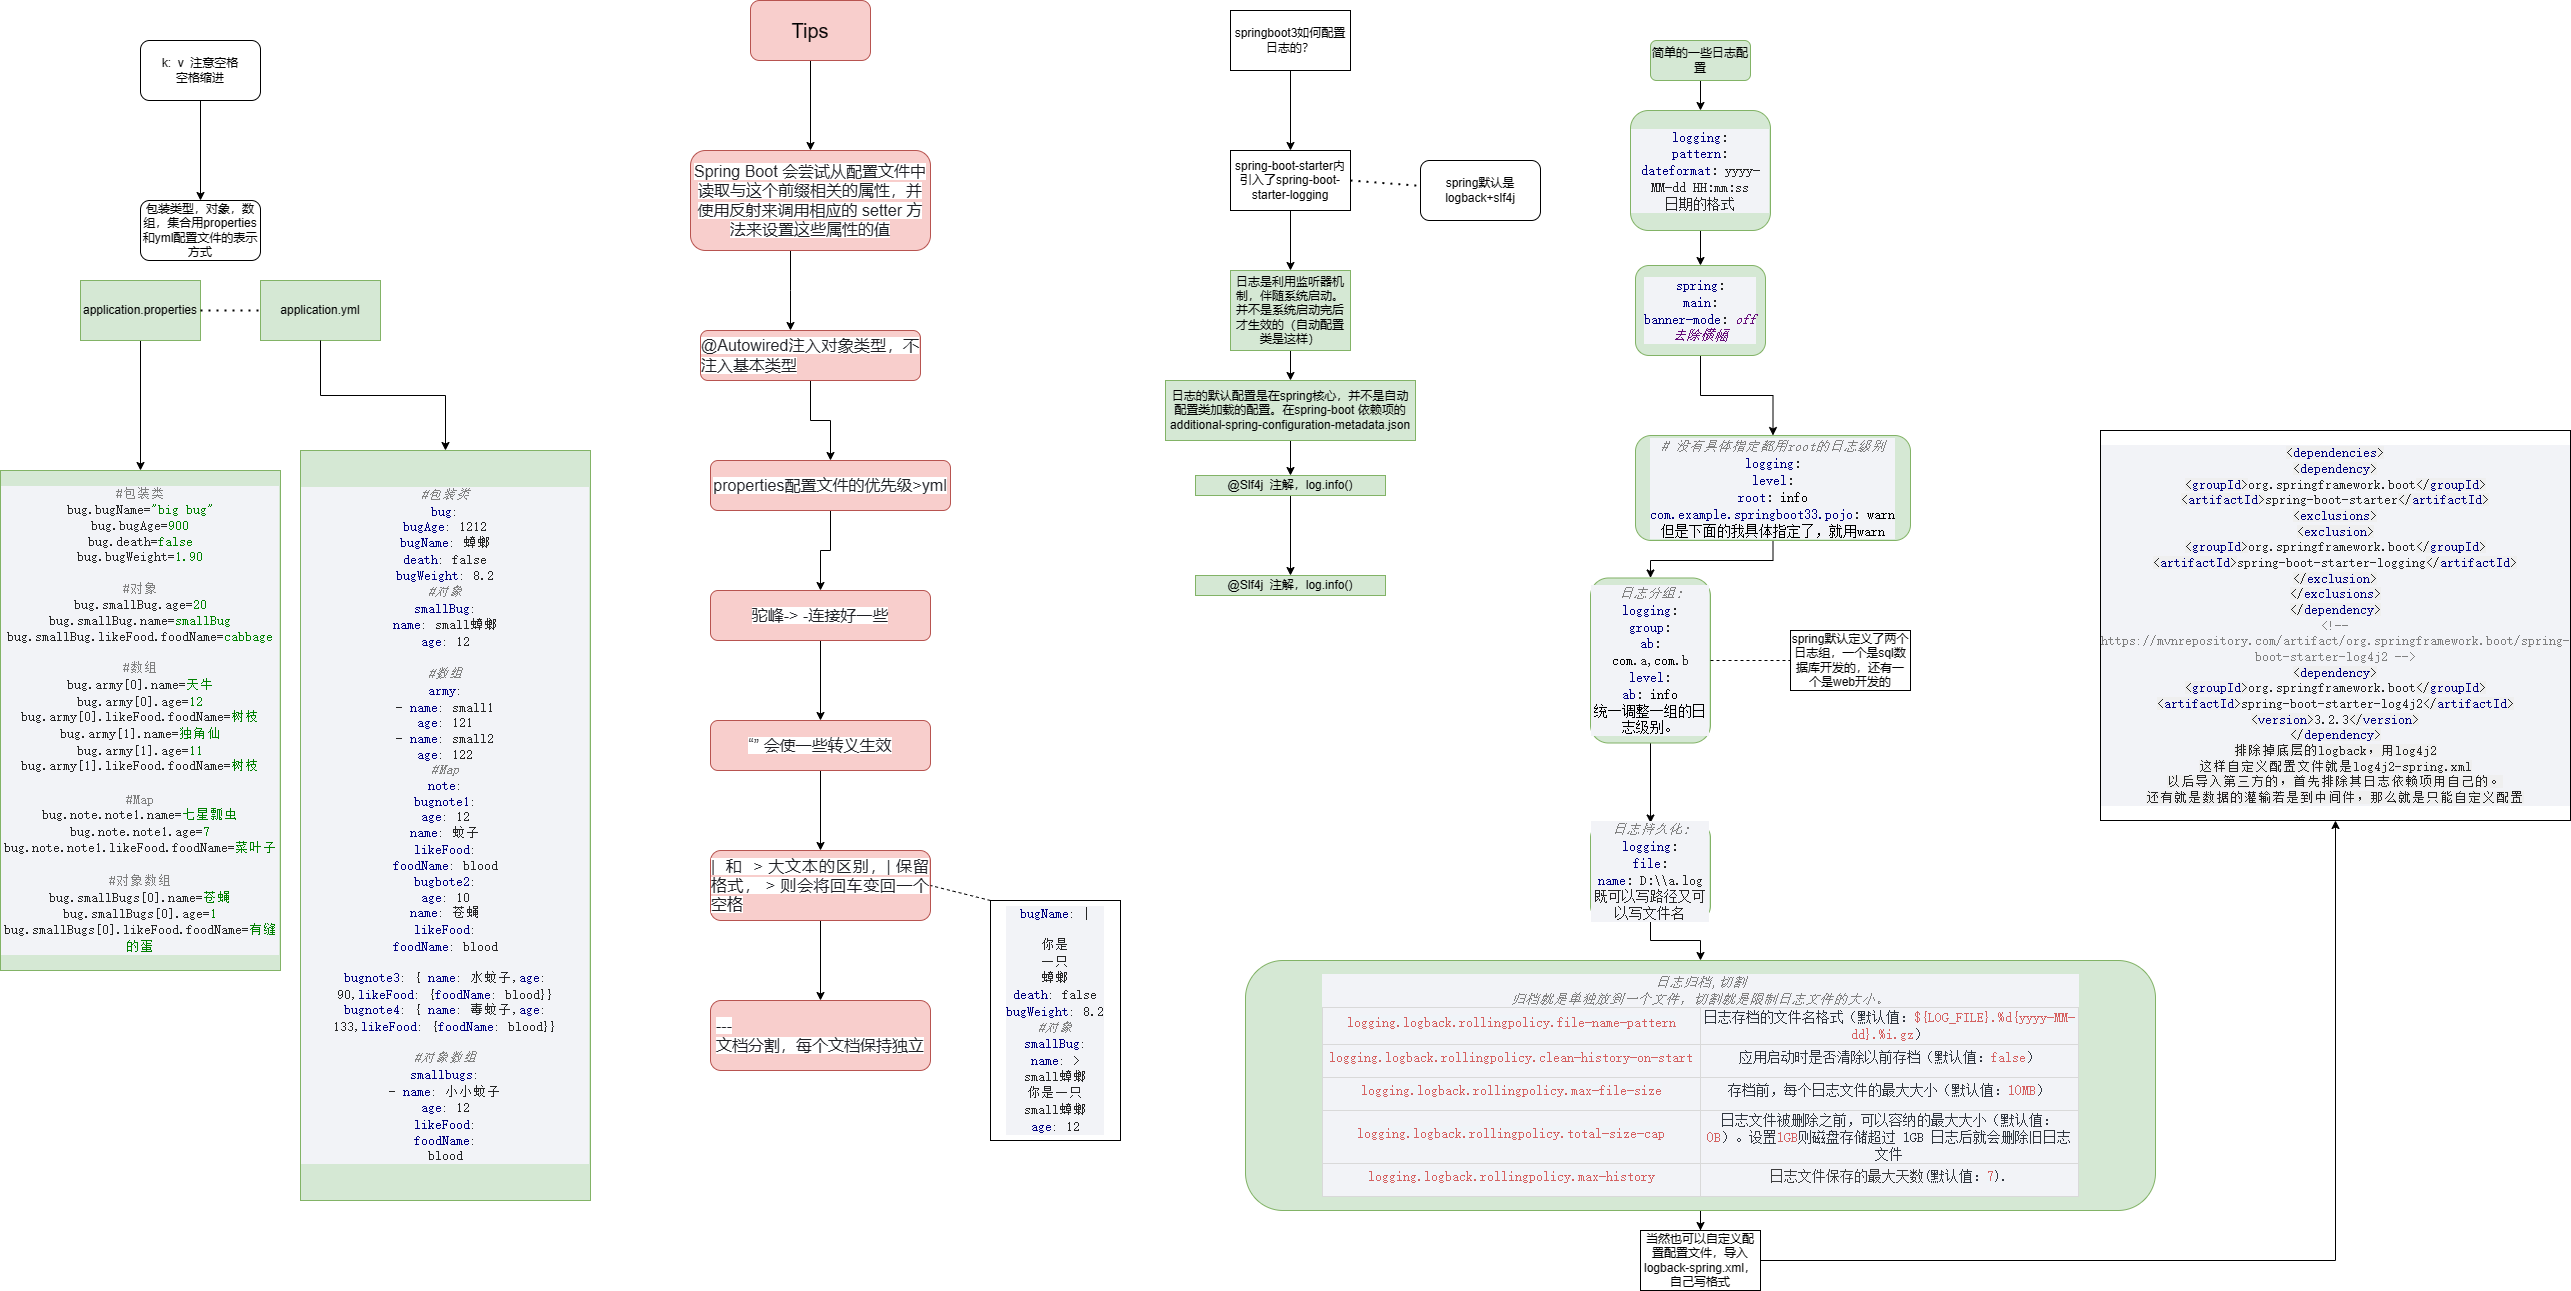 k: v 注意空格
空格缩进
包装类型，对象，数
组，集合用properties
和yml配置文件的表示
方式
application.properties
application.yml
#包装类
bug.bugName="big bug"
bug.bugAge=900
bug.death=false
bug.bugWeight=1.90
#对象
bug.smallBug.age=20
bug.smallBug.name=smallBug
bug.smallBug.likeFood.foodName=cabbage
#数组
bug.army[0].name=天牛
bug.army[0].age=12
bug.army[0].likeFood.foodName=树枝
bug.army[1].name=独角仙
bug.army[1].age=11
bug.army[1].likeFood.foodName=树枝
#Map
bug.note.note1.name=七星瓢虫
bug.note.note1.age=7
bug.note.note1.likeFood.foodName=菜叶子
#对象数组
bug.smallBugs[0].name=苍蝇
bug.smallBugs[0].age=1
bug.smallBugs[0].likeFood.foodName=有缝
的蛋
#包装类
bug:
bugAge: 1212
bugName: 蟑螂
death: false
bugWeight: 8.2
#对象
smallBug:
name: small蟑螂
age: 12
#数组
army:
- name: small1
age: 121
- name: small2
age: 122
#Map
note:
bugnote1:
age: 12
name: 蚊子
likeFood:
foodName: blood
bugbote2:
age: 10
name: 苍蝇
likeFood:
foodName: blood
bugnote3: { name: 水蚊子,age:
90,likeFood: {foodName: blood}}
bugnote4: { name: 毒蚊子,age:
133,likeFood: {foodName: blood}}
#对象数组
smallbugs:
- name: 小小蚊子
age: 12
likeFood:
foodName:
blood
Tips
Spring Boot 会尝试从配置文件中
读取与这个前缀相关的属性，并
使用反射来调用相应的 setter 方
法来设置这些属性的值
@Autowired注入对象类型，不
注入基本类型
properties配置文件的优先级>yml
驼峰-> -连接好一些
“” 会使一些转义生效
| 和 > 大文本的区别，| 保留
格式， > 则会将回车变回一个
空格
---
文档分割，每个文档保持独立
bugName: |
你是
一只
蟑螂
death: false
bugWeight: 8.2
#对象
smallBug:
name: >
small蟑螂
你是一只
small蟑螂
age: 12
springboot3如何配置
日志的？
spring-boot-starter内
引入了spring-boot-
starter-logging
spring默认是
logback+slf4j
日志是利用监听器机
制，伴随系统启动。
并不是系统启动完后
才生效的（自动配置
类是这样）
日志的默认配置是在spring核心，并不是自动
配置类加载的配置。在spring-boot 依赖项的
additional-spring-configuration-metadata.json
@Slf4j 注解，log.info()
@Slf4j 注解，log.info()
简单的一些日志配
置
logging:
pattern:
dateformat: yyyy-
MM-dd HH:mm:ss
日期的格式
spring:
main:
banner-mode: off
去除横幅
# 没有具体指定都用root的日志级别
logging:
level:
root: info
com.example.springboot33.pojo: warn
但是下面的我具体指定了，就用warn
日志分组:
logging:
group:
ab:
com.a,com.b
level:
ab: info
统一调整一组的日
志级别。
spring默认定义了两个
日志组，一个是sql数
据库开发的，还有一
个是web开发的
日志持久化:
logging:
file:
name: D:\\a.log
既可以写路径又可
以写文件名
日志归档,切割
归档就是单独放到一个文件，切割就是限制日志文件的大小。
logging.logback.rollingpolicy.file-name-pattern
日志存档的文件名格式（默认值：${LOG_FILE}.%d{yyyy-MM-
dd}.%i.gz）
logging.logback.rollingpolicy.clean-history-on-start
应用启动时是否清除以前存档（默认值：false）
logging.logback.rollingpolicy.max-file-size
存档前，每个日志文件的最大大小（默认值：10MB）
logging.logback.rollingpolicy.total-size-cap
日志文件被删除之前，可以容纳的最大大小（默认值：
0B）。设置1GB则磁盘存储超过 1GB 日志后就会删除旧日志
文件
logging.logback.rollingpolicy.max-history
日志文件保存的最大天数(默认值：7).
当然也可以自定义配
置配置文件，导入
logback-spring.xml，
自己写格式
<dependencies>
<dependency>
<groupId>org.springframework.boot</groupId>
<artifactId>spring-boot-starter</artifactId>
<exclusions>
<exclusion>
<groupId>org.springframework.boot</groupId>
<artifactId>spring-boot-starter-logging</artifactId>
</exclusion>
</exclusions>
</dependency>
<!--
https://mvnrepository.com/artifact/org.springframework.boot/spring-
boot-starter-log4j2 -->
<dependency>
<groupId>org.springframework.boot</groupId>
<artifactId>spring-boot-starter-log4j2</artifactId>
<version>3.2.3</version>
</dependency>
排除掉底层的logback，用log4j2
这样自定义配置文件就是log4j2-spring.xml
以后导入第三方的，首先排除其日志依赖项用自己的。
还有就是数据的灌输若是到中间件，那么就是只能自定义配置